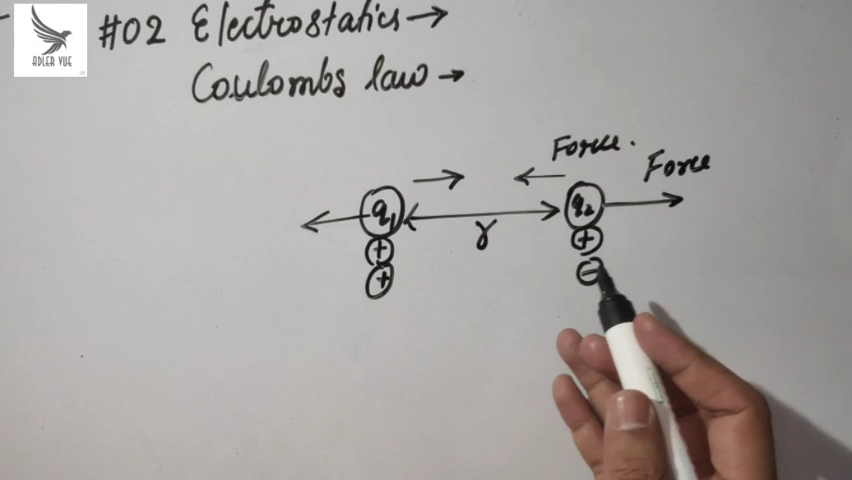 ADLER VUE
#02 Electrostatics →
Coulombs law →
Force.
Force
q₁ r q₂
+ +
+ −